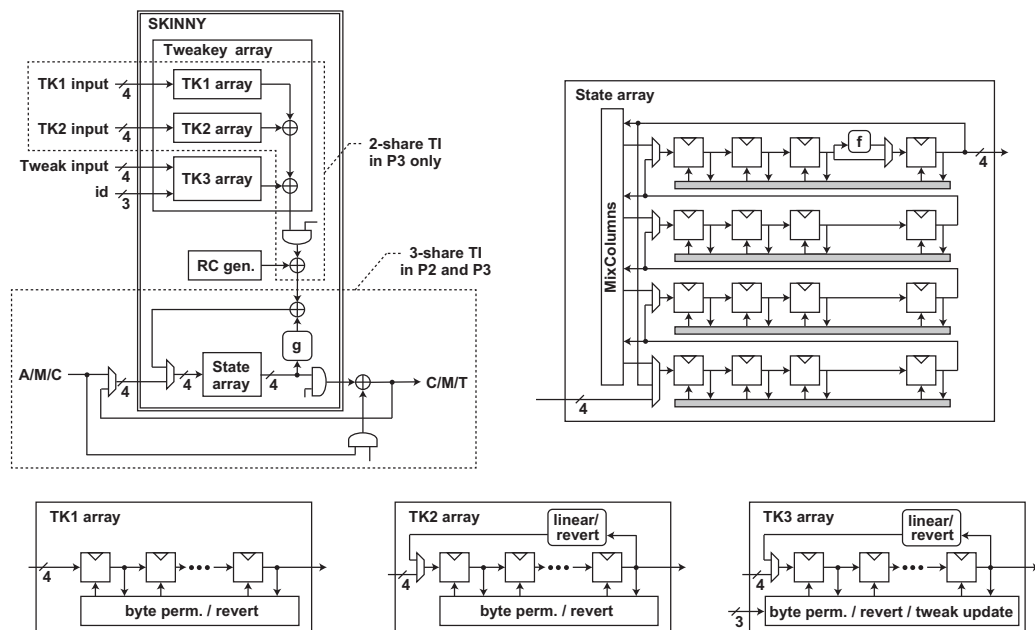 SKINNY
Tweakey array
TK1 input
4
TK1 array
TK2 input
4
TK2 array
Tweak input
4
id
3
TK3 array
2-share TI
in P3 only
RC gen.
3-share TI
in P2 and P3
g
A/M/C
4
4
State
array
4
C/M/T
State array
MixColumns
f
4
4
TK1 array
4
byte perm. / revert
TK2 array
linear/
revert
4
byte perm. / revert
TK3 array
linear/
revert
4
3
byte perm. / revert / tweak update